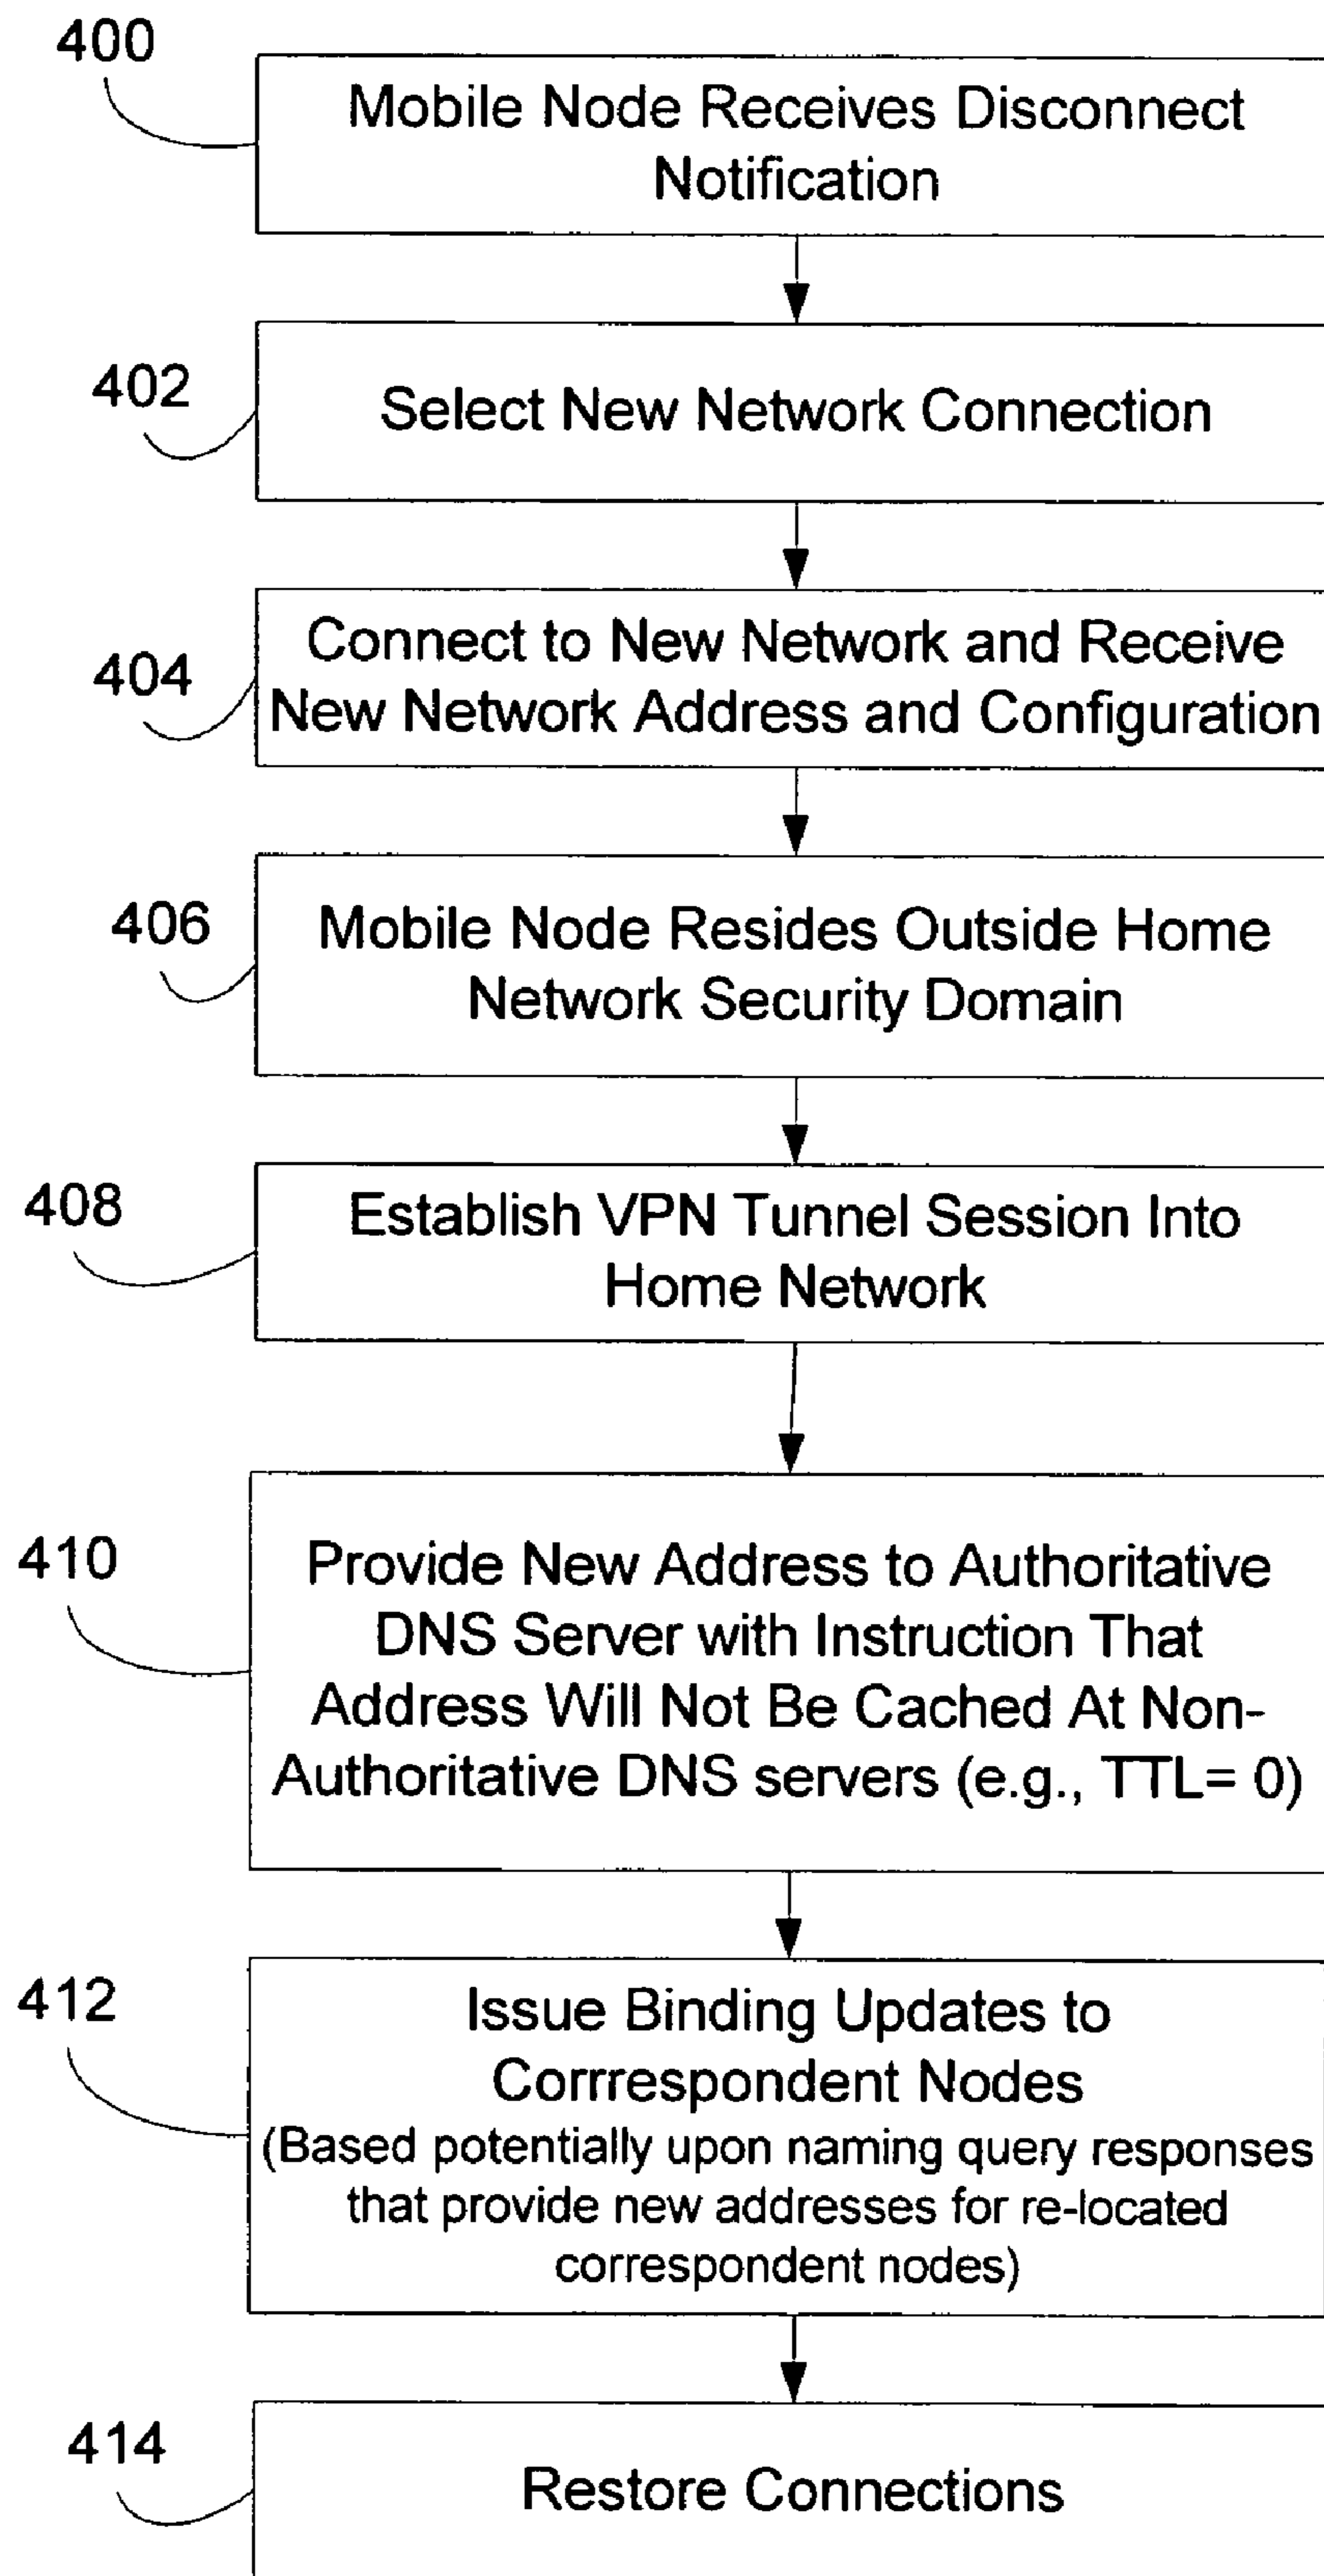 400
Mobile Node Receives Disconnect
Notification
402
Select New Network Connection
404
Connect to New Network and Receive
New Network Address and Configuration
406
Mobile Node Resides Outside Home
Network Security Domain
408
Establish VPN Tunnel Session Into
Home Network
410
Provide New Address to Authoritative
DNS Server with Instruction That
Address Will Not Be Cached At Non-
Authoritative DNS servers (e.g., TTL= 0)
412
Issue Binding Updates to
Corrrespondent Nodes
(Based potentially upon naming query responses
that provide new addresses for re-located
correspondent nodes)
414
Restore Connections